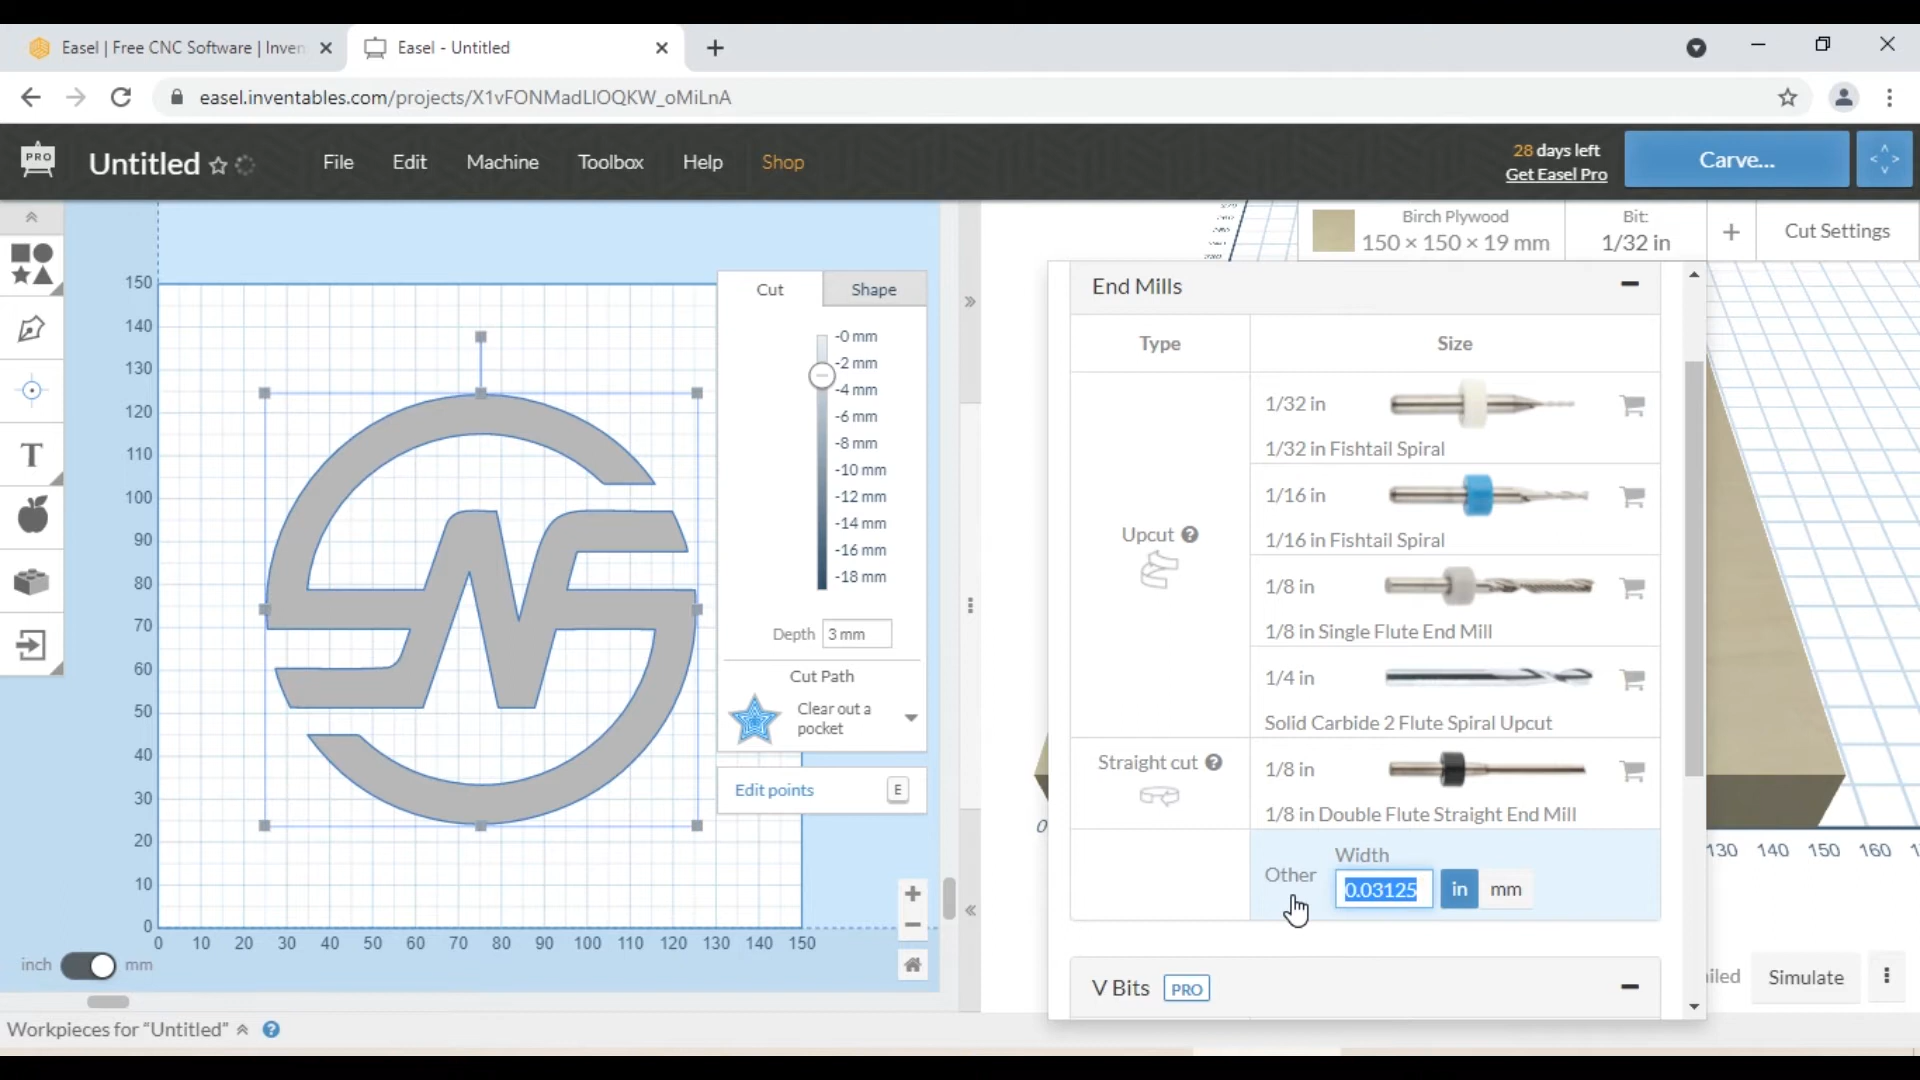 Easel | Free CNC Software | Inven
Easel - Untitled
easel.inventables.com/projects/X1vFONMadLlOQKW_oMiLnA
PRO
Untitled
File
Edit
Machine
Toolbox
Help
Shop
28 days left
Get Easel Pro
Carve...
Birch Plywood
150 × 150 × 19 mm
Bit:
1/32 in
+
Cut Settings
Cut
Shape
-0 mm
-2 mm
-4 mm
-6 mm
-8 mm
-10 mm
-12 mm
-14 mm
-16 mm
-18 mm
Depth 3 mm
Cut Path
Clear out a
pocket
Edit points
E
150
140
130
120
110
100
90
80
70
60
50
40
30
20
10
0
0 10 20 30 40 50 60 70 80 90 100 110 120 130 140 150
inch
mm
T
End Mills
Type
Size
Upcut
1/32 in
1/32 in Fishtail Spiral
1/16 in
1/16 in Fishtail Spiral
1/8 in
1/8 in Single Flute End Mill
1/4 in
Solid Carbide 2 Flute Spiral Upcut
Straight cut
1/8 in
1/8 in Double Flute Straight End Mill
Width
Other
0.03125
in
mm
V Bits
PRO
0
130 140 150 160
iled
Simulate
Workpieces for “Untitled”